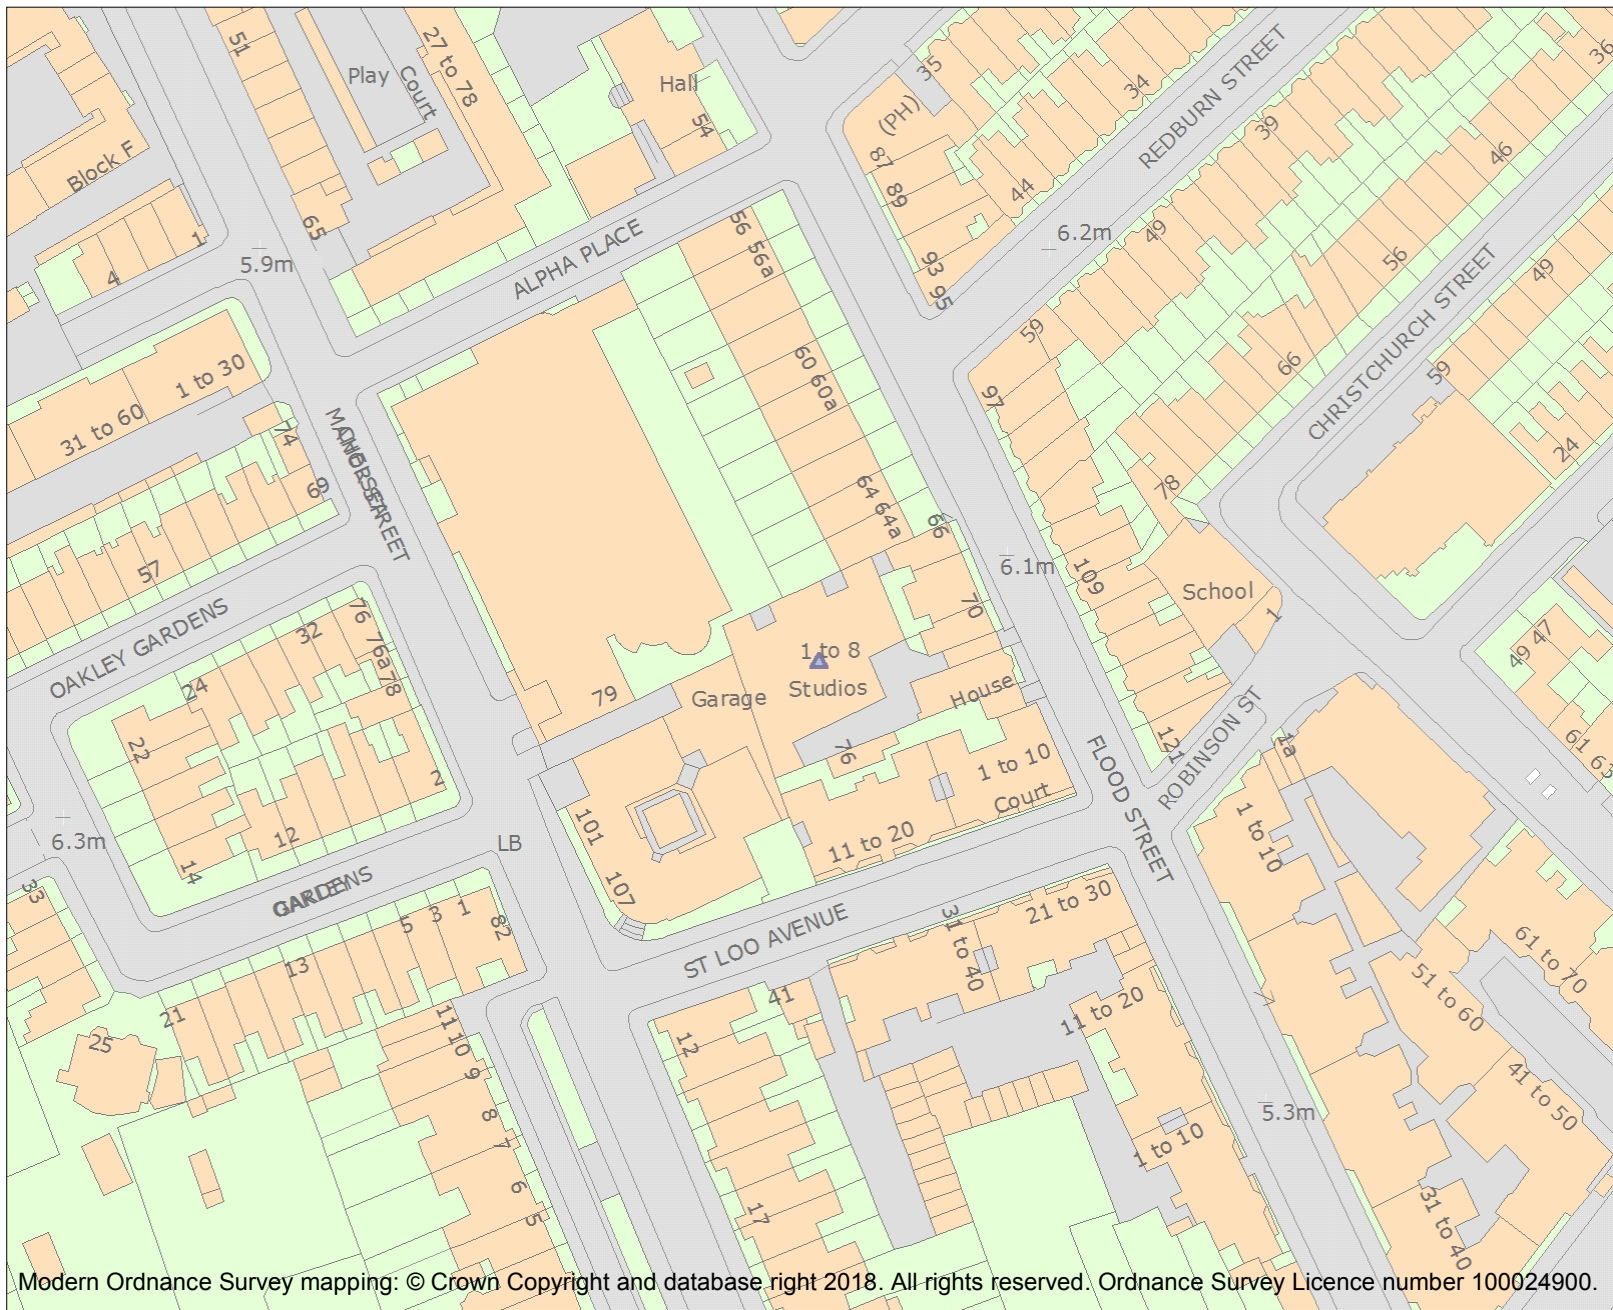 51
Play
Court
27 to 78
Hall
54
35
(PH)
34
REDBURN STREET
36
Block F
87
89
39
46
44
1
65
5.9m
ALPHA PLACE
56 56a
6.2m
49
56
49
4
93 95
CHRISTCHURCH STREET
59
66
59
1 to 30
31 to 60
60 60a
97
74
69
78
24
64 64a
66
57
6.1m
109
School
1
OAKLEY GARDENS
76 76a 78
32
70
49 47
24
1 to 8
Studios
79
Garage
House
22
76
121
ROBINSON ST
1a
61 63
FLOOD STREET
1 to 10
Court
2
6.3m
12
14
LB
101
11 to 20
1 to 10
33
GARDENS
107
21 to 30
5 3 1
82
ST LOO AVENUE
31 to 40
61 to 70
13
51 to 60
21
41
11 to 20
25
11 10
9
8
7
6
5
12
41 to 50
5.3m
1 to 10
17
31 to 40
Modern Ordnance Survey mapping: © Crown Copyright and database right 2018. All rights reserved. Ordnance Survey Licence number 100024900.